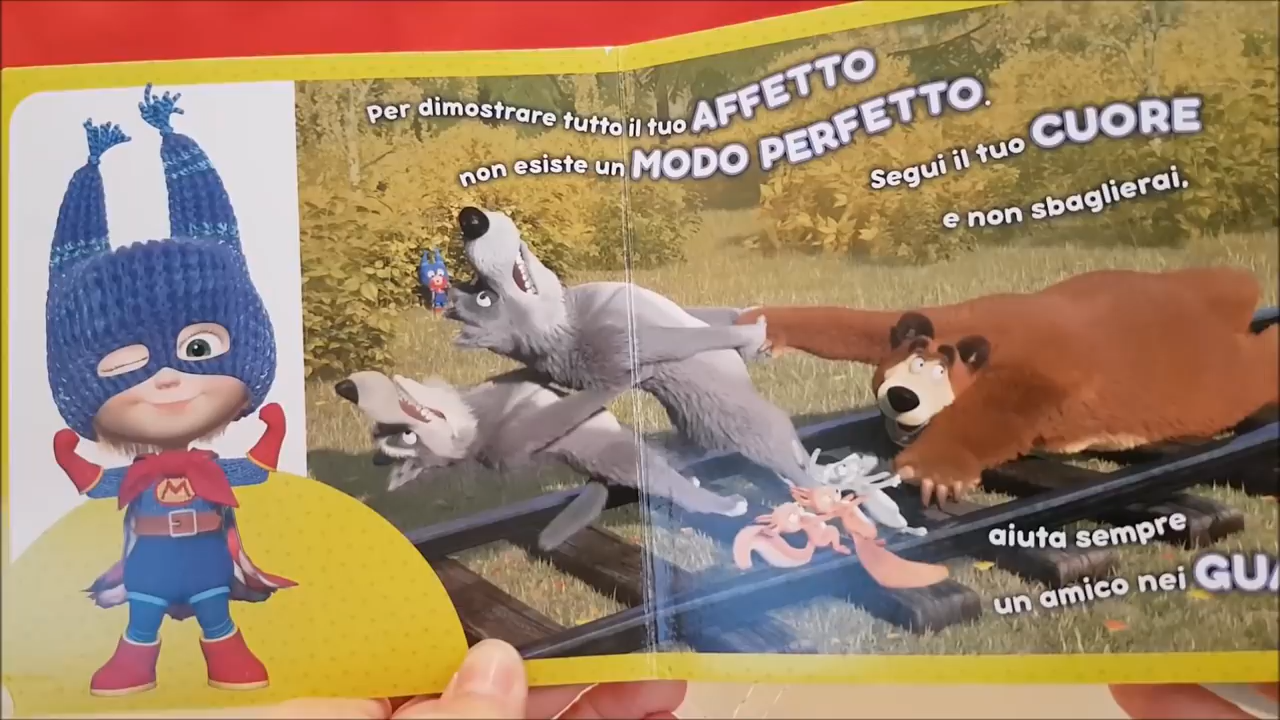 Per dimostrare tutto il tuo AFFETTO
non esiste un MODO PERFETTO.
Segui il tuo CUORE
e non sbaglierai,
aiuta sempre
un amico nei
M